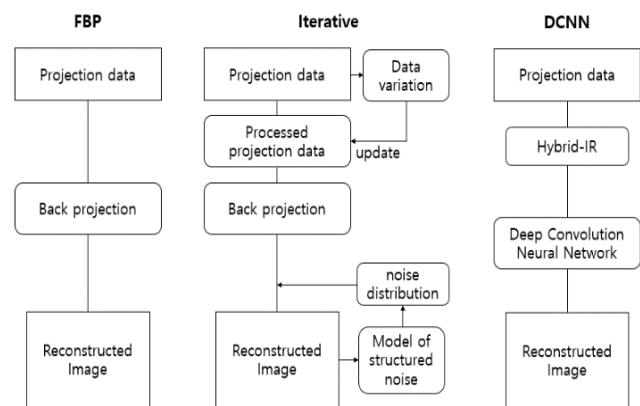 FBP
Projection data
Back projection
Reconstructed
Image
Iterative
Projection data
Data
variation
Processed
projection data
update
Back projection
noise
distribution
Reconstructed
Image
Model of
structured
noise
DCNN
Projection data
Hybrid-IR
Deep Convolution
Neural Network
Reconstructed
Image